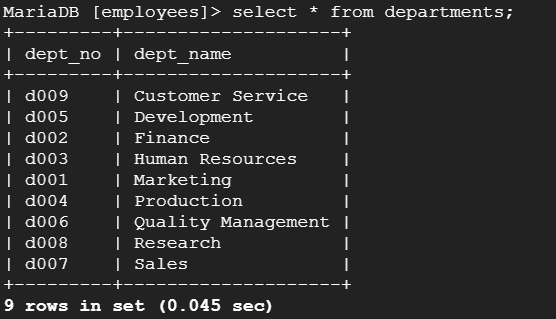 MariaDB [employees]> select * from departments;
+---------+--------------------+
| dept_no | dept_name          |
+---------+--------------------+
| d009    | Customer Service   |
| d005    | Development        |
| d002    | Finance            |
| d003    | Human Resources    |
| d001    | Marketing          |
| d004    | Production         |
| d006    | Quality Management |
| d008    | Research           |
| d007    | Sales              |
+---------+--------------------+
9 rows in set (0.045 sec)